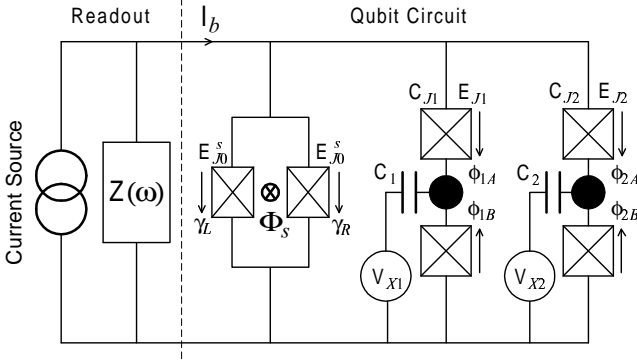 Readout
I_b
Qubit Circuit
Current Source
Z(ω)
E^s_J0
E^s_J0
γ_L
Φ_s
γ_R
C_J1
E_J1
C_1
ϕ_1A
ϕ_1B
V_X1
C_J2
E_J2
C_2
ϕ_2A
ϕ_2B
V_X2